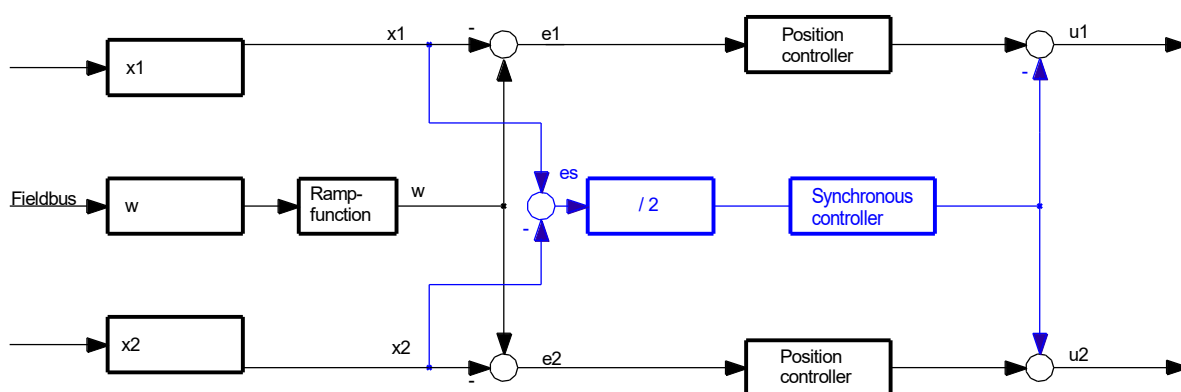 x1
-
e1
Position
controller
u1
x1
-
Fieldbus
w
Ramp-
function
w
es
-
/ 2
Synchronous
controller
x2
x2
-
e2
Position
controller
u2